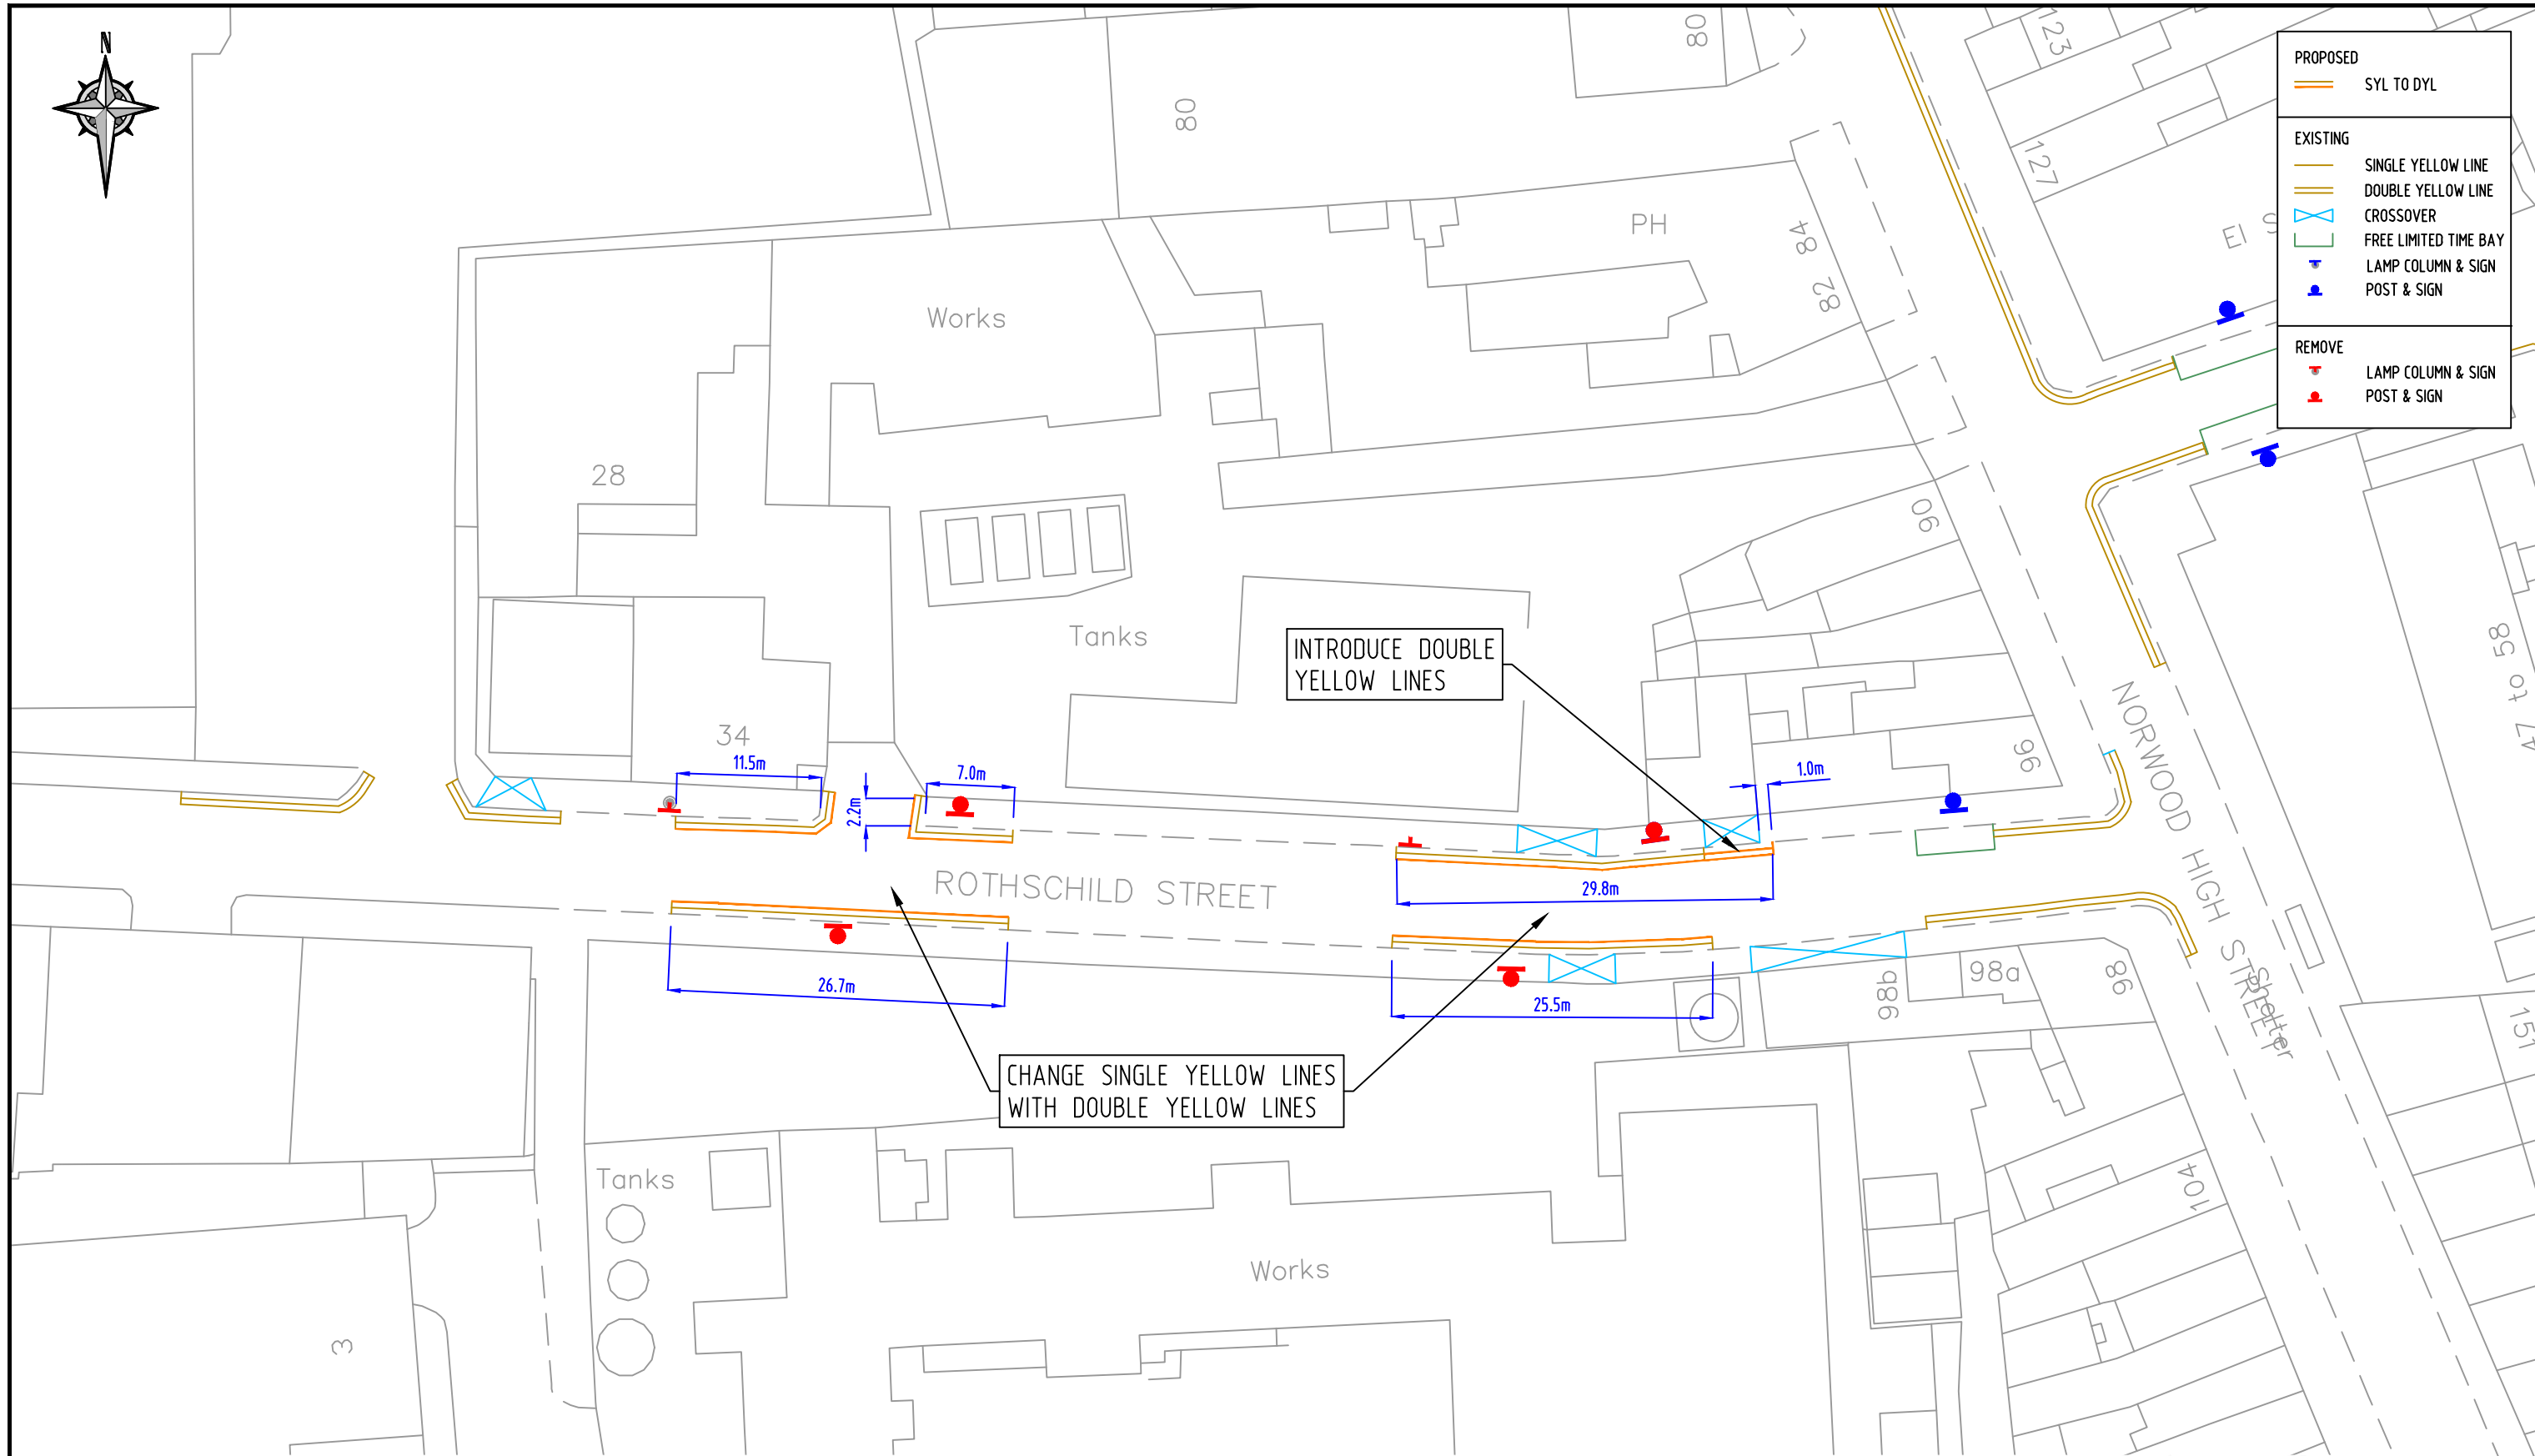 N
80
80
123
127
PROPOSED
SYL TO DYL
EXISTING
SINGLE YELLOW LINE
DOUBLE YELLOW LINE
CROSSOVER
FREE LIMITED TIME BAY
LAMP COLUMN & SIGN
POST & SIGN
REMOVE
LAMP COLUMN & SIGN
POST & SIGN
PH
84
82
El S
Works
28
90
Tanks
INTRODUCE DOUBLE
YELLOW LINES
47 to 58
34
11.5m
7.0m
2.2m
1.0m
96
NORWOOD HIGH STREET
ROTHSCHILD STREET
29.8m
26.7m
25.5m
98b
98a
98
Shelter
151
CHANGE SINGLE YELLOW LINES
WITH DOUBLE YELLOW LINES
Tanks
104
Works
3